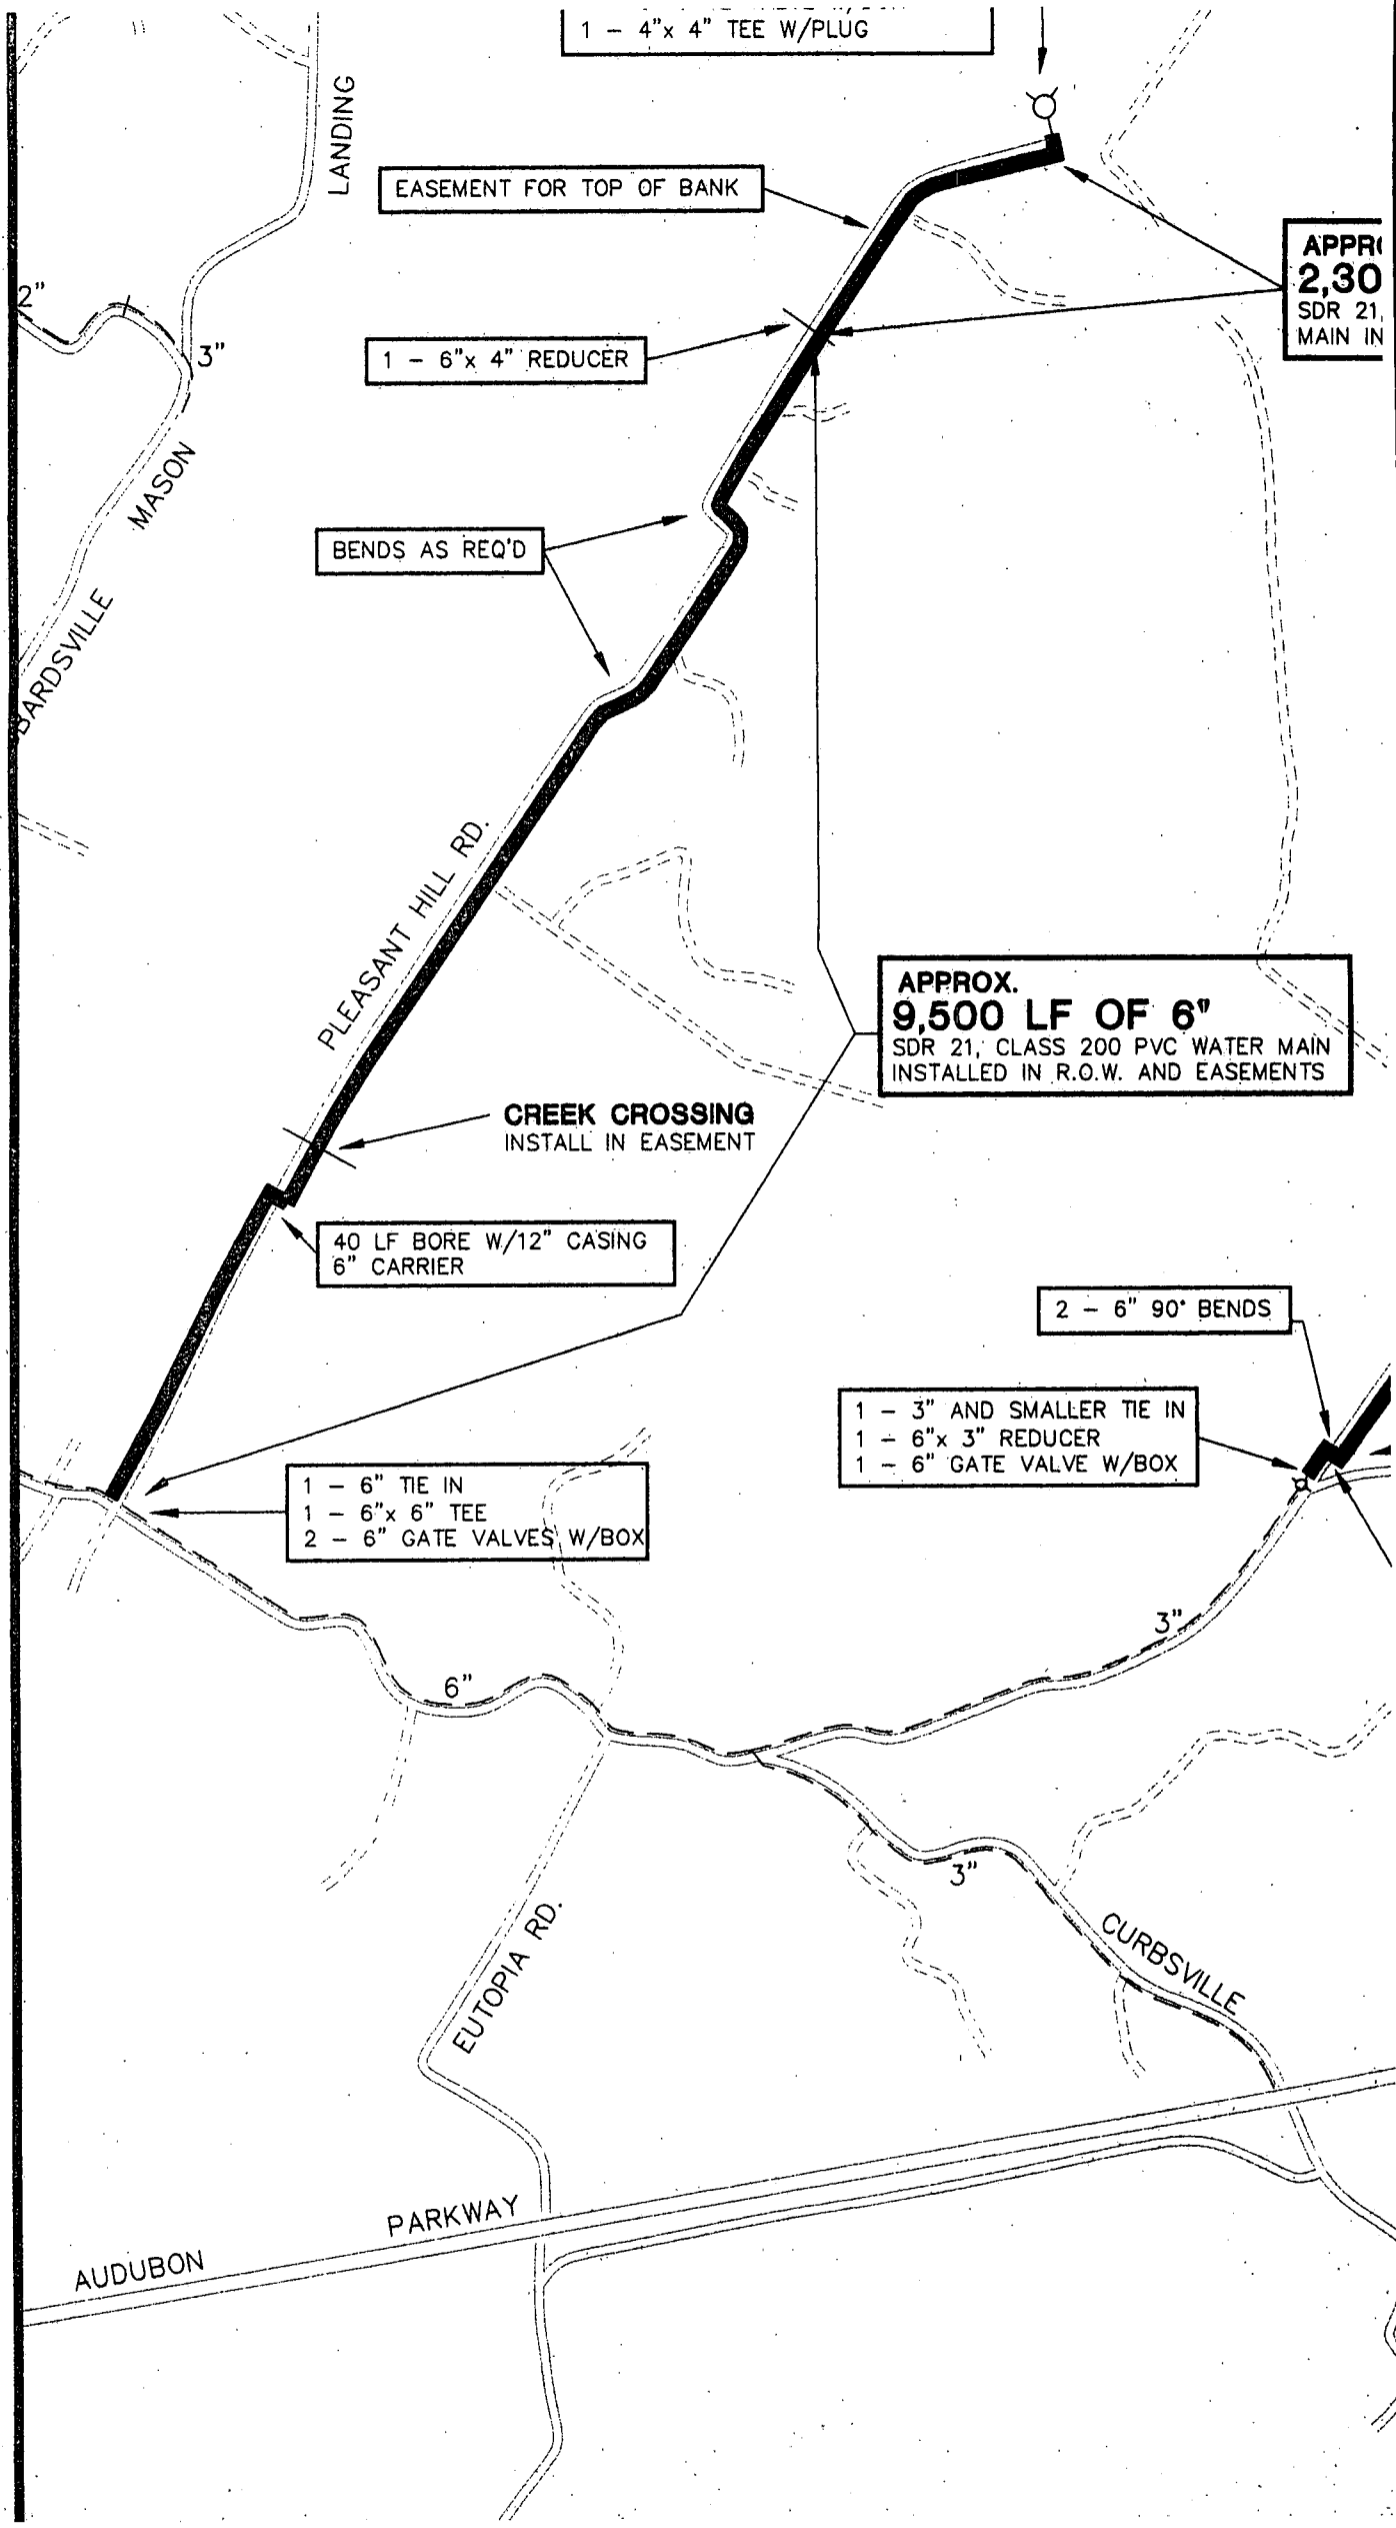 1 - 4"x 4" TEE W/PLUG
LANDING
EASEMENT FOR TOP OF BANK
2,30
SDR 21,
MAIN IN
2"
3"
1 - 6"x 4" REDUCER
MASON
BENDS AS REQ'D
BARDSVILLE
PLEASANT HILL RD.
APPROX.
9,500 LF OF 6"
SDR 21, CLASS 200 PVC WATER MAIN
INSTALLED IN R.O.W. AND EASEMENTS
CREEK CROSSING
INSTALL IN EASEMENT
40 LF BORE W/12" CASING
6" CARRIER
2 - 6" 90° BENDS
1 - 3" AND SMALLER TIE IN
1 - 6"x 3" REDUCER
1 - 6" GATE VALVE W/BOX
1 - 6" TIE IN
1 - 6"x 6" TEE
2 - 6" GATE VALVES W/BOX
3"
6"
3"
CURBSVILLE
EUTOPIA RD.
PARKWAY
AUDUBON